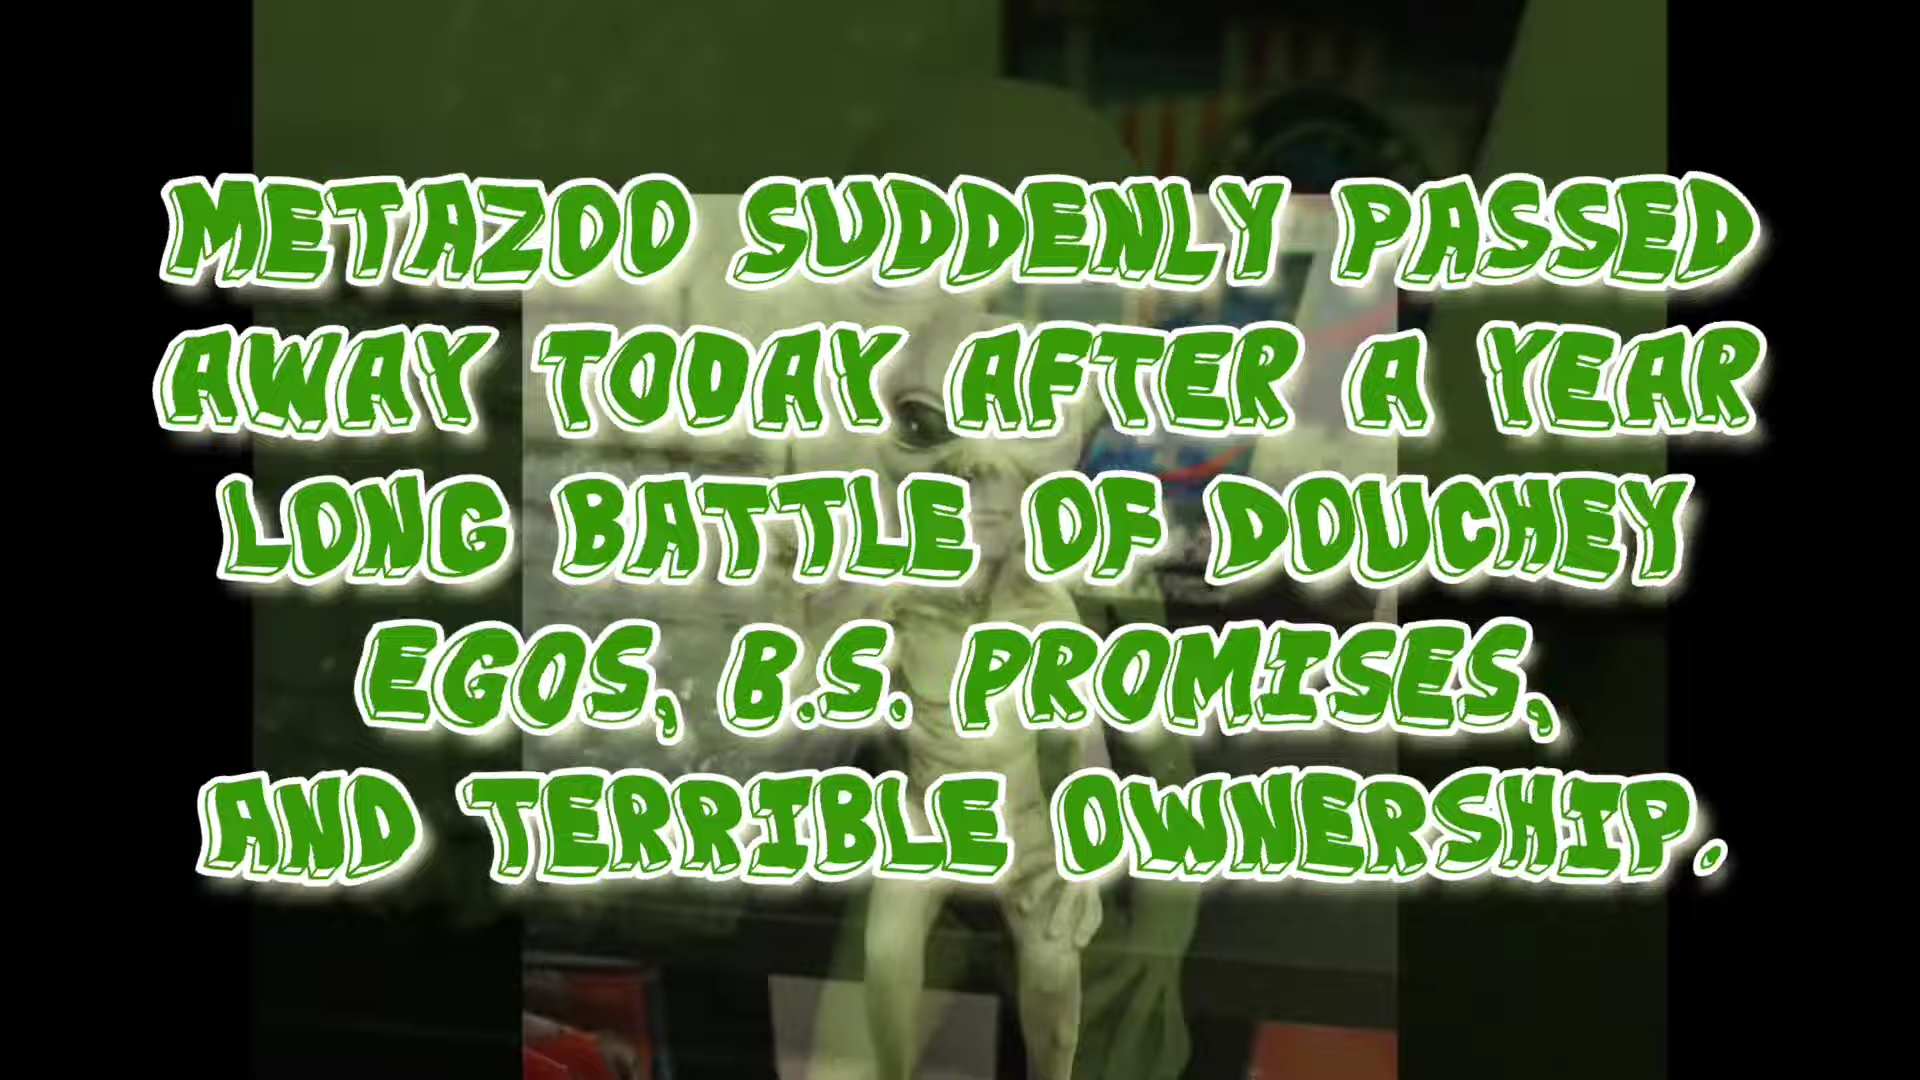 METAZOO SUDDENLY PASSED
AWAY TODAY AFTER A YEAR
LONG BATTLE OF DOUCHEY
EGOS, B.S. PROMISES,
AND TERRIBLE OWNERSHIP.